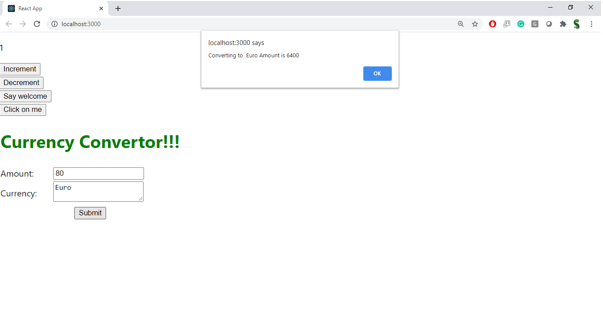 React App
localhost:3000
1
localhost:3000 says
Converting to Euro Amount is 6400
OK
Increment
Decrement
Say welcome
Click on me
Currency Convertor!!!
Amount:
80
Currency:
Euro
Submit